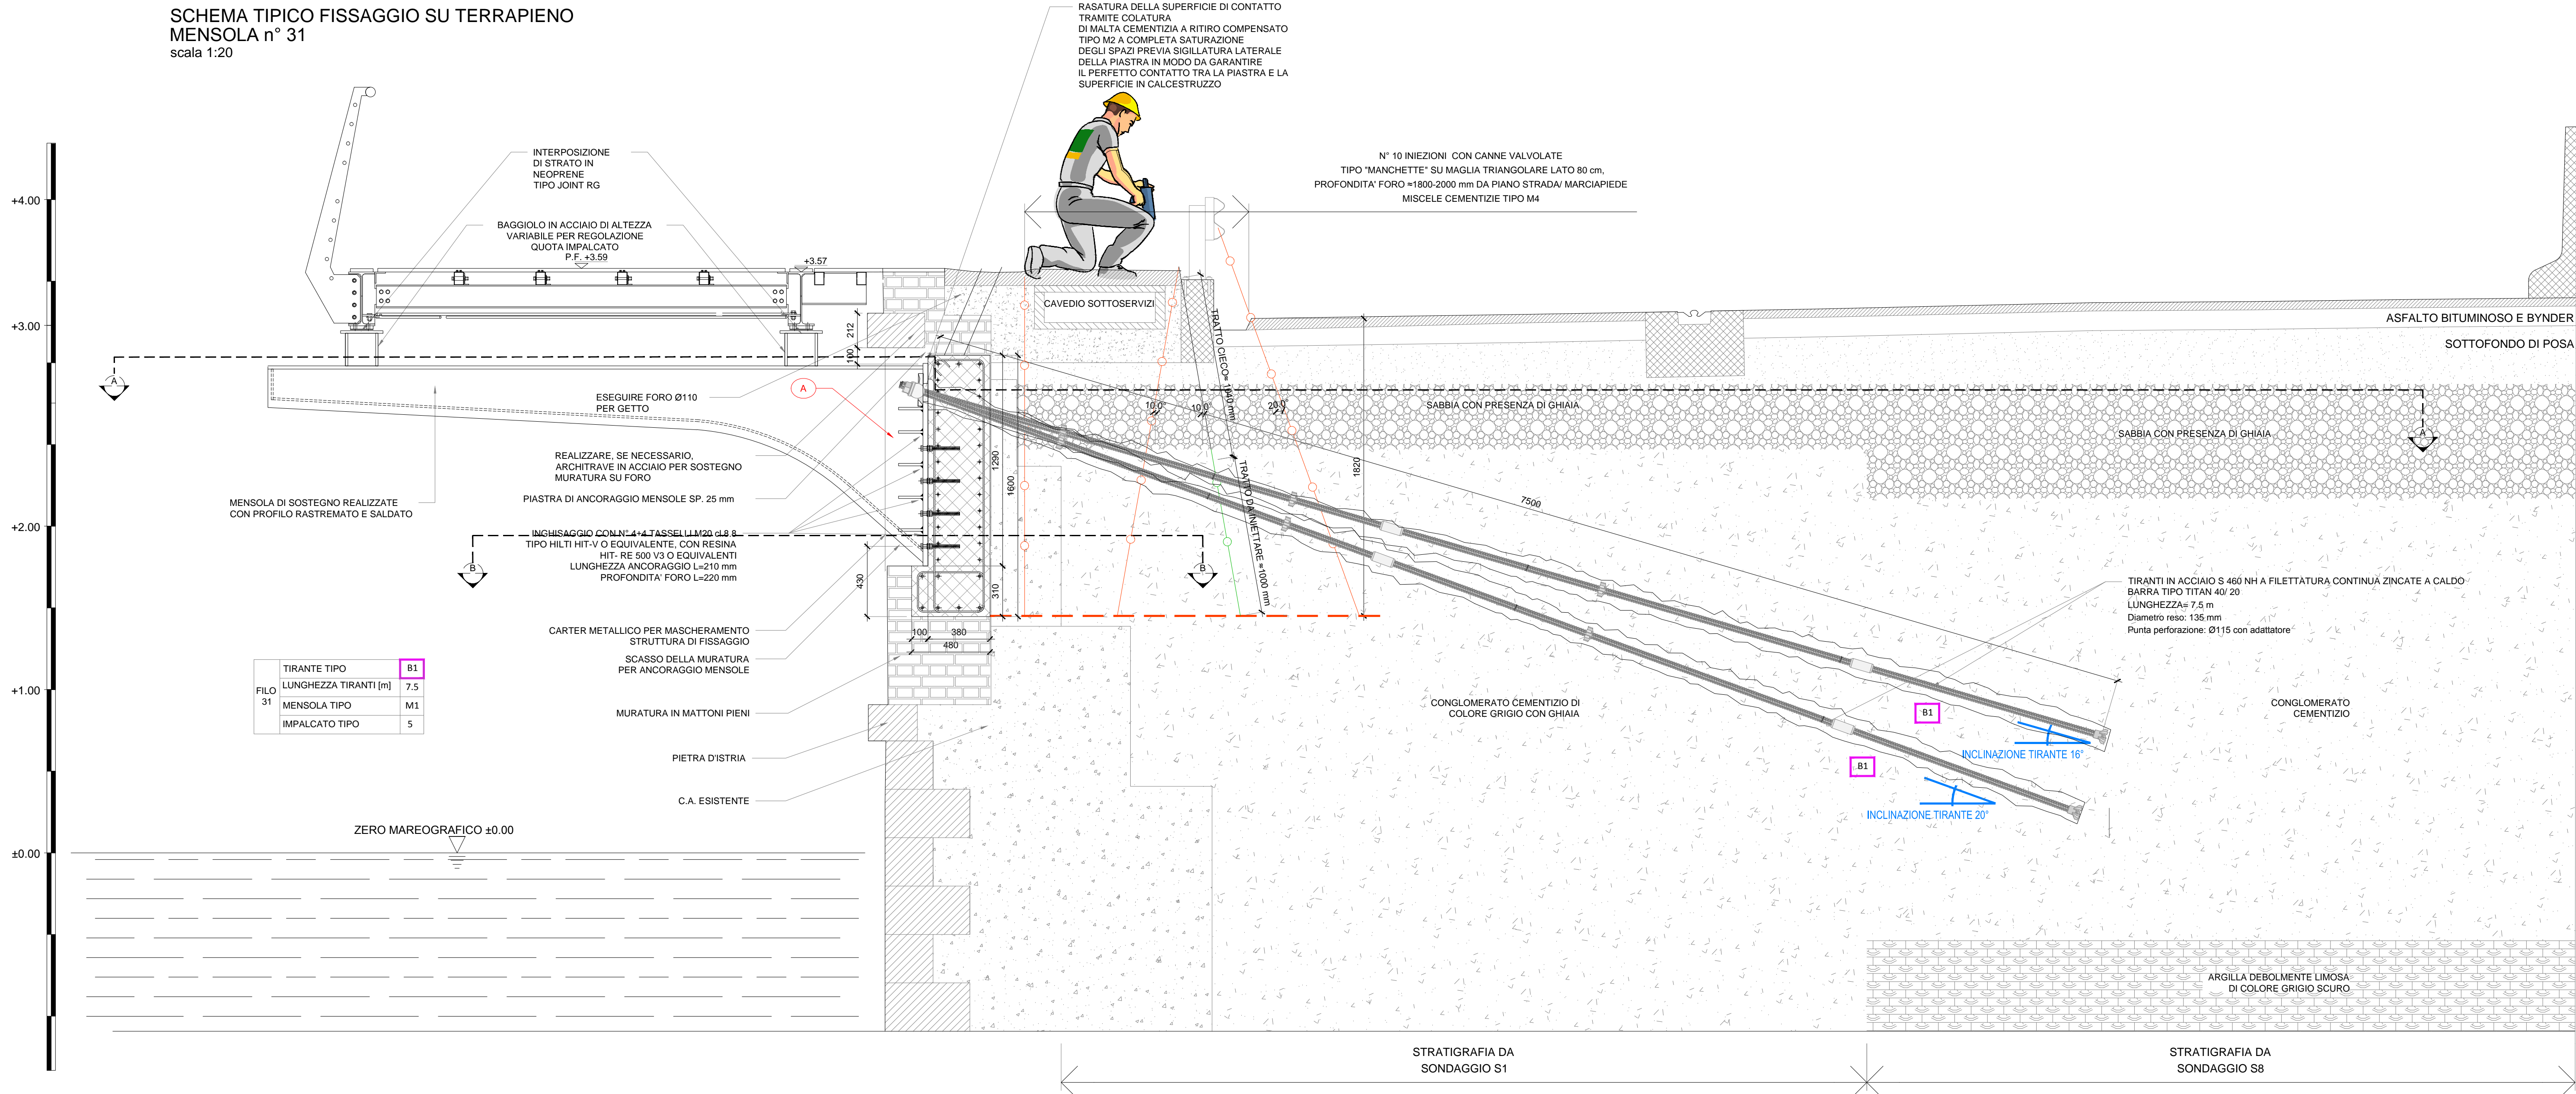 SCHEMA TIPICO FISSAGGIO SU TERRAPIENO
MENSOLA n° 31
scala 1:20
RASATURA DELLA SUPERFICIE DI CONTATTO
TRAMITE COLATURA
DI MALTA CEMENTIZIA A RITIRO COMPENSATO
TIPO M2 A COMPLETA SATURAZIONE
DEGLI SPAZI PREVIA SIGILLATURA LATERALE
DELLA PIASTRA IN MODO DA GARANTIRE
IL PERFETTO CONTATTO TRA LA PIASTRA E LA
SUPERFICIE IN CALCESTRUZZO
INTERPOSIZIONE
DI STRATO IN
NEOPRENE
TIPO JOINT RG
N° 10 INIEZIONI CON CANNE VALVOLATE
TIPO "MANCHETTE" SU MAGLIA TRIANGOLARE LATO 80 cm,
PROFONDITA' FORO ≈1800-2000 mm DA PIANO STRADA/ MARCIAPIEDE
MISCELE CEMENTIZIE TIPO M4
BAGGIOLO IN ACCIAIO DI ALTEZZA
VARIABILE PER REGOLAZIONE
QUOTA IMPALCATO
P.F. +3.59
+3.57
+4.00
+3.00
+2.00
+1.00
±0.00
CAVEDIO SOTTOSERVIZI
212
190
ASFALTO BITUMINOSO E BYNDER
SOTTOFONDO DI POSA
A
A
A
ESEGUIRE FORO Ø110
PER GETTO
TRATTO CIECO≈ 1040 mm
10.0°
10.0°
20.0°
SABBIA CON PRESENZA DI GHIAIA
SABBIA CON PRESENZA DI GHIAIA
REALIZZARE, SE NECESSARIO,
ARCHITRAVE IN ACCIAIO PER SOSTEGNO
MURATURA SU FORO
1290
1600
1820
TRATTO DA INIETTARE ≈1000 mm
7500
MENSOLA DI SOSTEGNO REALIZZATE
CON PROFILO RASTREMATO E SALDATO
PIASTRA DI ANCORAGGIO MENSOLE SP. 25 mm
INGHISAGGIO CON N° 4+4 TASSELLI M20 cl.8.8
TIPO HILTI HIT-V O EQUIVALENTE, CON RESINA
HIT- RE 500 V3 O EQUIVALENTI
LUNGHEZZA ANCORAGGIO L=210 mm
PROFONDITA' FORO L=220 mm
B
B
430
310
100
380
480
TIRANTI IN ACCIAIO S 460 NH A FILETTATURA CONTINUA ZINCATE A CALDO
BARRA TIPO TITAN 40/ 20
LUNGHEZZA= 7.5 m
Diametro reso: 135 mm
Punta perforazione: Ø115 con adattatore
CARTER METALLICO PER MASCHERAMENTO
STRUTTURA DI FISSAGGIO
SCASSO DELLA MURATURA
PER ANCORAGGIO MENSOLE
FILO
31
TIRANTE TIPO B1
LUNGHEZZA TIRANTI [m] 7.5
MENSOLA TIPO M1
IMPALCATO TIPO 5
MURATURA IN MATTONI PIENI
CONGLOMERATO CEMENTIZIO DI
COLORE GRIGIO CON GHIAIA
B1
CONGLOMERATO
CEMENTIZIO
PIETRA D'ISTRIA
INCLINAZIONE TIRANTE 16°
B1
C.A. ESISTENTE
INCLINAZIONE TIRANTE 20°
ZERO MAREOGRAFICO ±0.00
ARGILLA DEBOLMENTE LIMOSA
DI COLORE GRIGIO SCURO
STRATIGRAFIA DA
SONDAGGIO S1
STRATIGRAFIA DA
SONDAGGIO S8